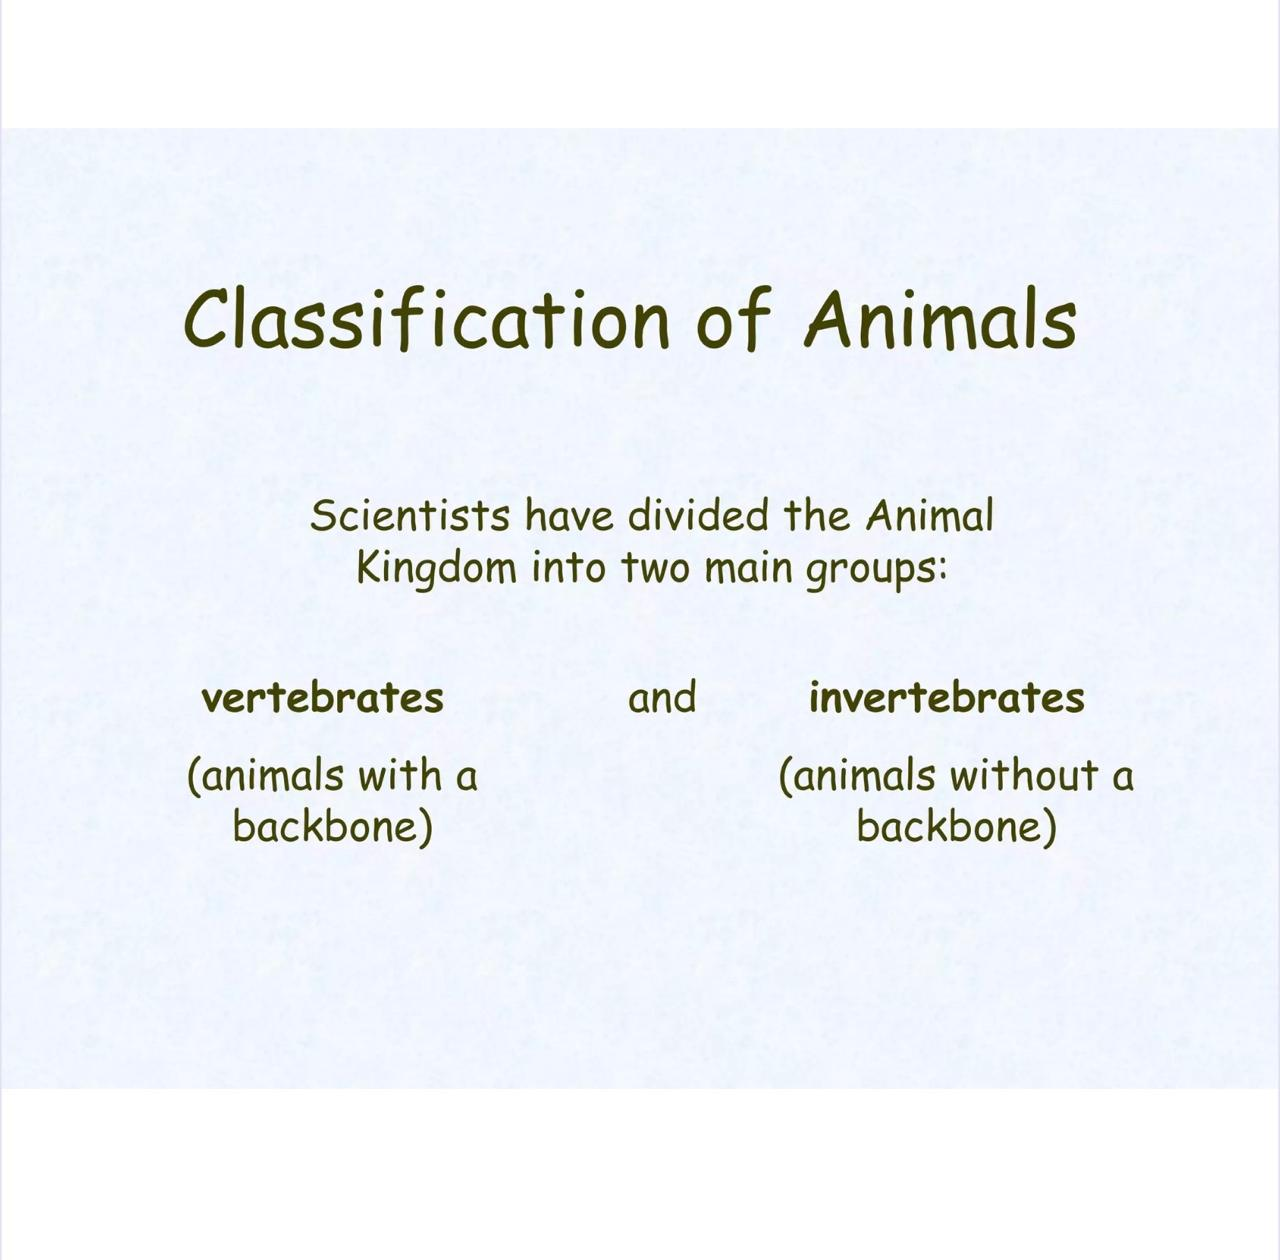 Classification of Animals
Scientists have divided the Animal
Kingdom into two main groups:
vertebrates and invertebrates
(animals with a
backbone)
(animals without a
backbone)